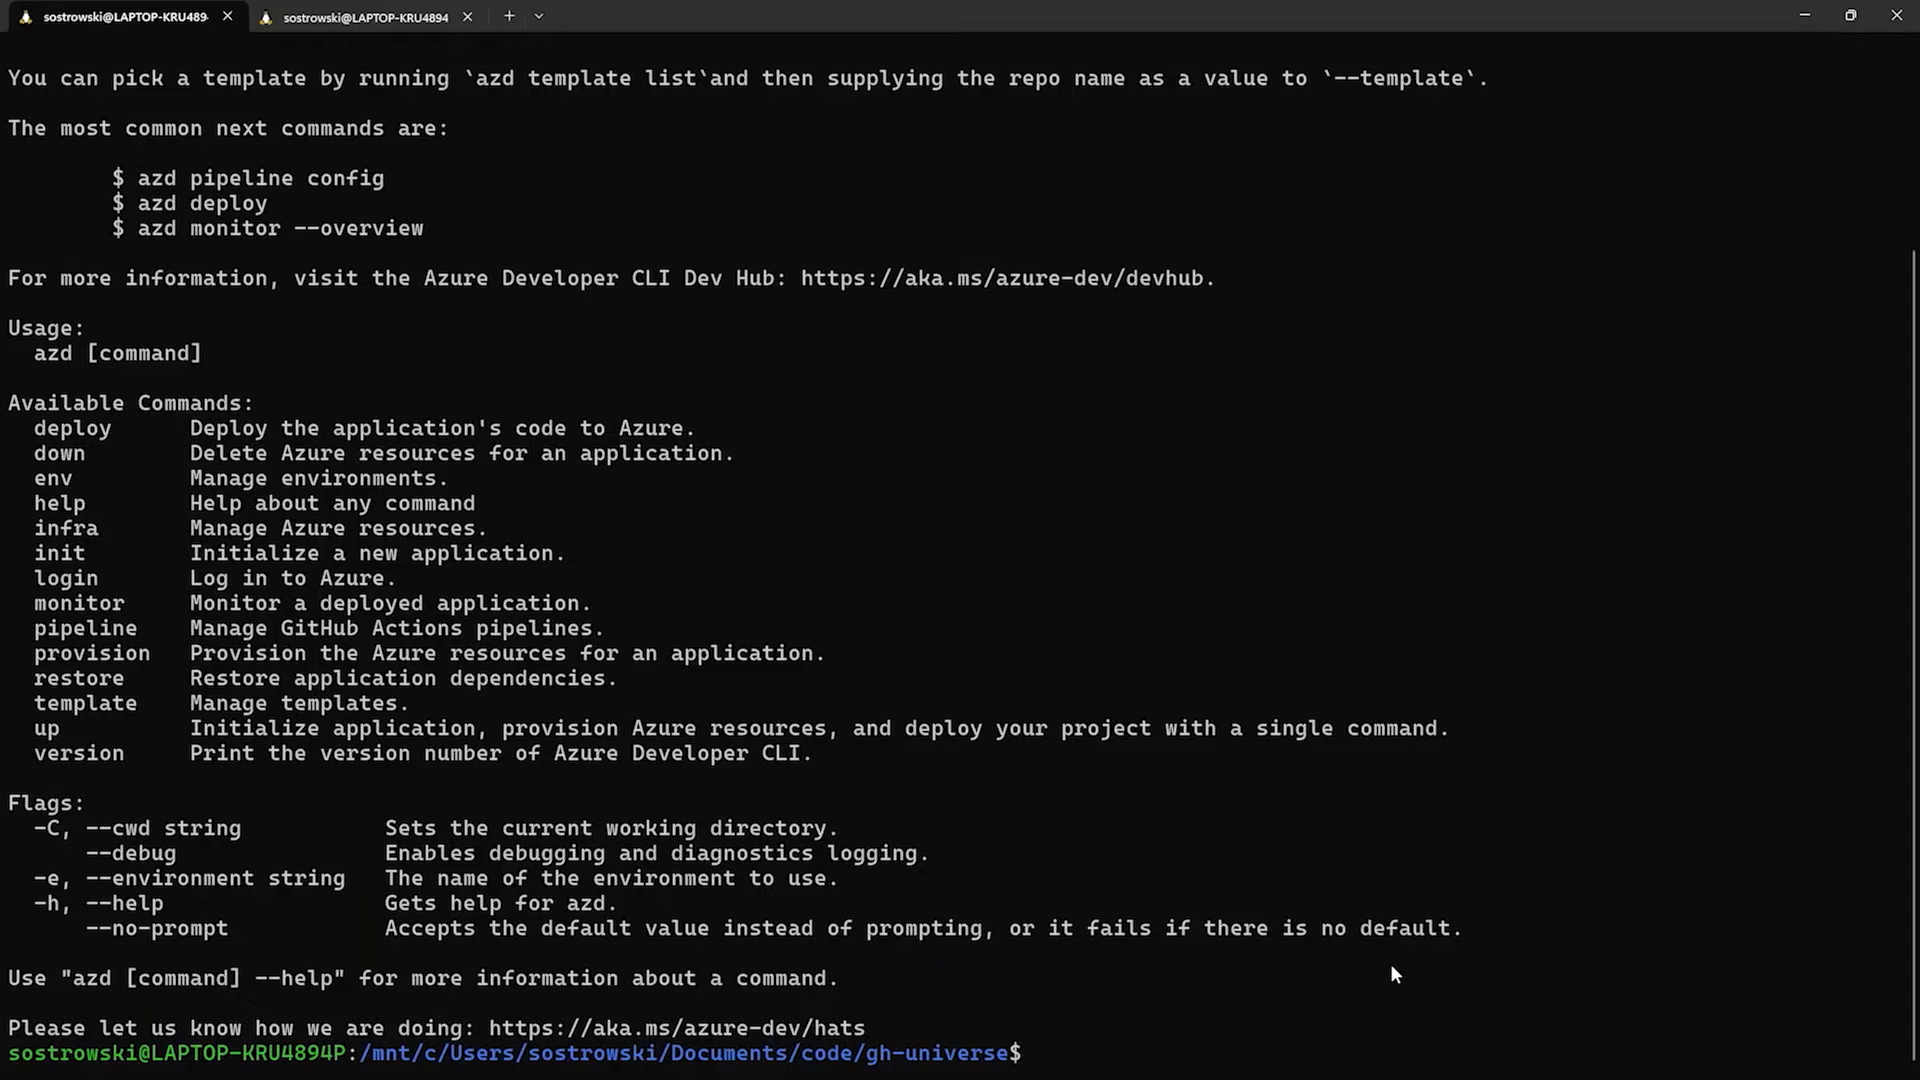 sostrowski@LAPTOP-KRU489
sostrowski@LAPTOP-KRU4894
You can pick a template by running `azd template list`and then supplying the repo name as a value to `--template`.
The most common next commands are:
$ azd pipeline config
$ azd deploy
$ azd monitor --overview
For more information, visit the Azure Developer CLI Dev Hub: https://aka.ms/azure-dev/devhub.
Usage:
azd [command]
Available Commands:
deploy Deploy the application's code to Azure.
down Delete Azure resources for an application.
env Manage environments.
help Help about any command
infra Manage Azure resources.
init Initialize a new application.
login Log in to Azure.
monitor Monitor a deployed application.
pipeline Manage GitHub Actions pipelines.
provision Provision the Azure resources for an application.
restore Restore application dependencies.
template Manage templates.
up Initialize application, provision Azure resources, and deploy your project with a single command.
version Print the version number of Azure Developer CLI.
Flags:
-C, --cwd string Sets the current working directory.
--debug Enables debugging and diagnostics logging.
-e, --environment string The name of the environment to use.
-h, --help Gets help for azd.
--no-prompt Accepts the default value instead of prompting, or it fails if there is no default.
Use "azd [command] --help" for more information about a command.
Please let us know how we are doing: https://aka.ms/azure-dev/hats
sostrowski@LAPTOP-KRU4894P:/mnt/c/Users/sostrowski/Documents/code/gh-universe$